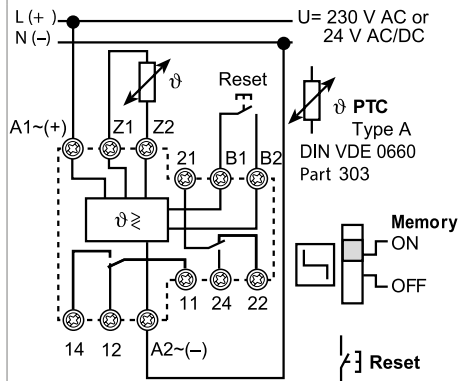 L (+)
N (–)
U= 230 V AC or
24 V AC/DC
Reset
ϑ
ϑ PTC
Type A
DIN VDE 0660
Part 303
A1~(+) Z1 Z2
21 B1 B2
ϑ ≷
Memory
ON
OFF
11 24 22
14 12 A2~(–)
Reset